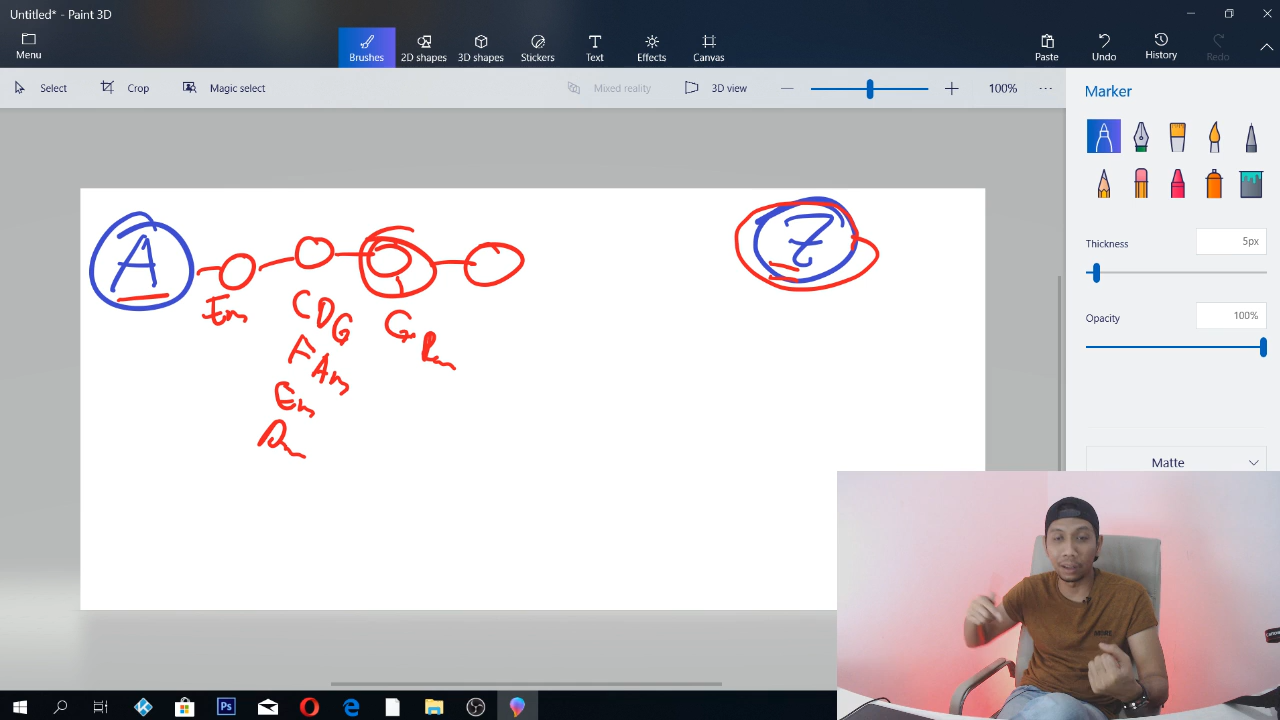 Untitled* - Paint 3D
Menu
Brushes
2D shapes
3D shapes
Stickers
Text
Effects
Canvas
Paste
Undo
History
Redo
Select
Crop
Magic select
Mixed reality
3D view
100%
Marker
Thickness
5px
Opacity
100%
Matte
A
Z
Em
C D G
F Am
Em
Dm
G
Ps